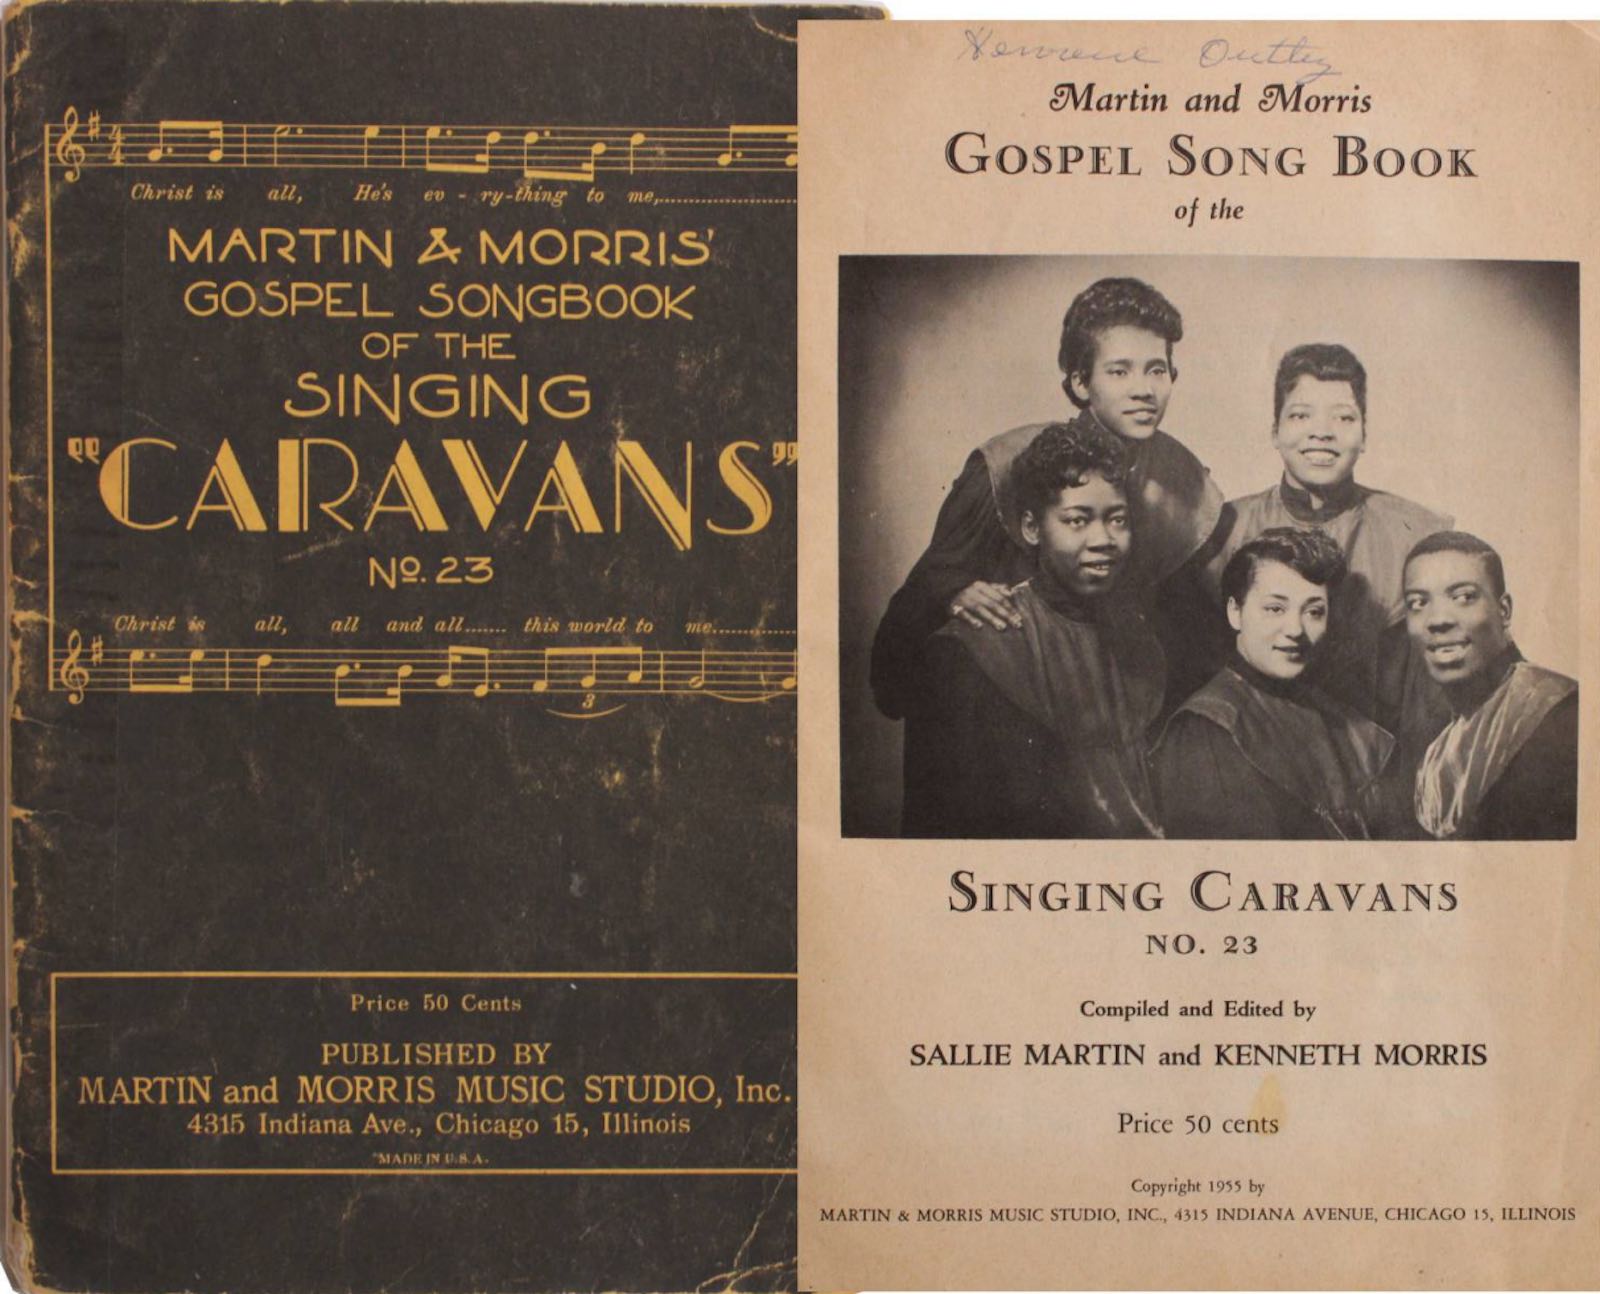 Christ is all, He's ev - ry-thing to me,
MARTIN & MORRIS'
GOSPEL SONGBOOK
OF THE
SINGING
"CARAVANS"
No. 23
Christ is all, all and all....... this world to me
3
Price 50 Cents
PUBLISHED BY
MARTIN and MORRIS MUSIC STUDIO, Inc.
4315 Indiana Ave., Chicago 15, Illinois
MADE IN U.S.A.
Outley
Martin and Morris
GOSPEL SONG BOOK
of the
SINGING CARAVANS
NO. 23
Compiled and Edited by
SALLIE MARTIN and KENNETH MORRIS
Price 50 cents
Copyright 1955 by
MARTIN & MORRIS MUSIC STUDIO, INC., 4315 INDIANA AVENUE, CHICAGO 15, ILLINOIS